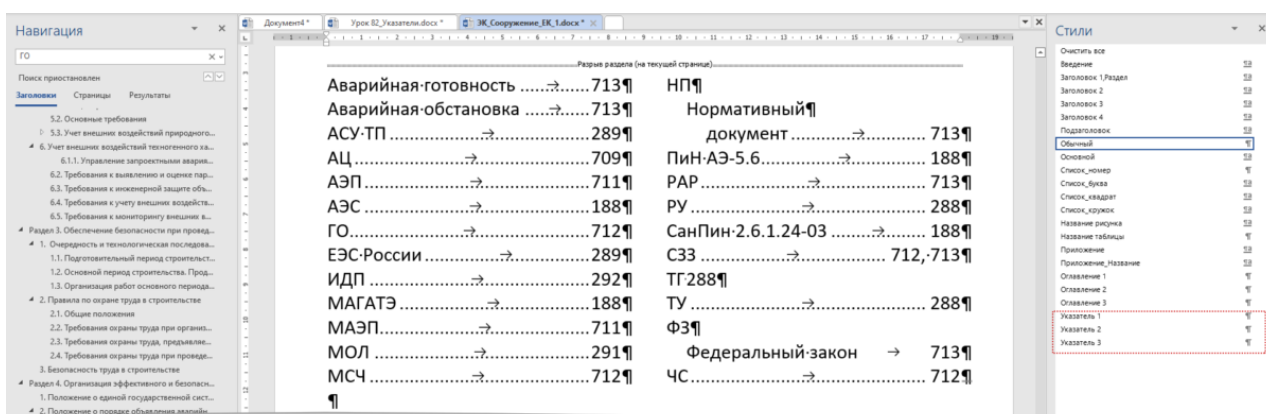 Документ4 *
Урок 02_Указатели.docx *
ЭК_Сооружение_ЕК_1.docx *
Навигация
го
Поиск приостановлен
Заголовки Страницы Результаты
5.2. Основные требования
5.3. Учет внешних воздействий природного...
6. Учет внешних воздействий техногенного ха...
6.1.1. Управление запроектными авария...
6.2. Требования к выявлению и оценке пар...
6.3. Требования к инженерной защите объ...
6.4. Требования к учету внешних воздейств...
6.5. Требования к мониторингу внешних в...
Раздел 3. Обеспечение безопасности при провед...
1. Очередность и технологическая последова...
1.1. Подготовительный период строительст...
1.2. Основной период строительства. Прод...
1.3. Организация работ основного периода...
2. Правила по охране труда в строительстве
2.1. Общие положения
2.2. Требования охраны труда при организ...
2.3. Требования охраны труда, предъявляе...
2.4. Требования охраны труда при проведе...
3. Безопасность труда в строительстве
Раздел 4. Организация эффективного и безопасн...
1. Положение о единой государственной сист...
2. Положение о порядке объявления аварийн...
Разрыв раздела (на текущей странице)
Аварийная·готовность ......→......713¶
Аварийная·обстановка ......→......713¶
АСУ·ТП ..............→..............289¶
АЦ ..................→..................709¶
АЭП ..................→..................711¶
АЭС ..................→..................188¶
ГО ..................→..................712¶
ЕЭС·России ..............→..............289¶
ИДП ..................→..................292¶
МАГАТЭ ..............→..............188¶
МАЭП ..................→..................711¶
МОЛ ..................→..................291¶
МСЧ ..................→..................712¶
¶
НП¶
Нормативный¶
документ ...........→........... 713¶
ПиН·АЭ-5.6 ..............→.............. 188¶
РАР ..................→.................. 713¶
РУ ..................→.................. 288¶
СанПин·2.6.1.24-03 ........→........ 188¶
СЗЗ ..............→.............. 712,·713¶
ТГ·288¶
ТУ ..................→.................. 288¶
ФЗ¶
Федеральный·закон → 713¶
ЧС ..................→.................. 712¶
Стили
Очистить все
Введение
Заголовок 1,Раздел
Заголовок 2
Заголовок 3
Заголовок 4
Подзаголовок
Обычный
Основной
Список_номер
Список_буква
Список_квадрат
Список_кружок
Название рисунка
Название таблицы
Приложение
Приложение_Название
Оглавление 1
Оглавление 2
Оглавление 3
Указатель 1
Указатель 2
Указатель 3